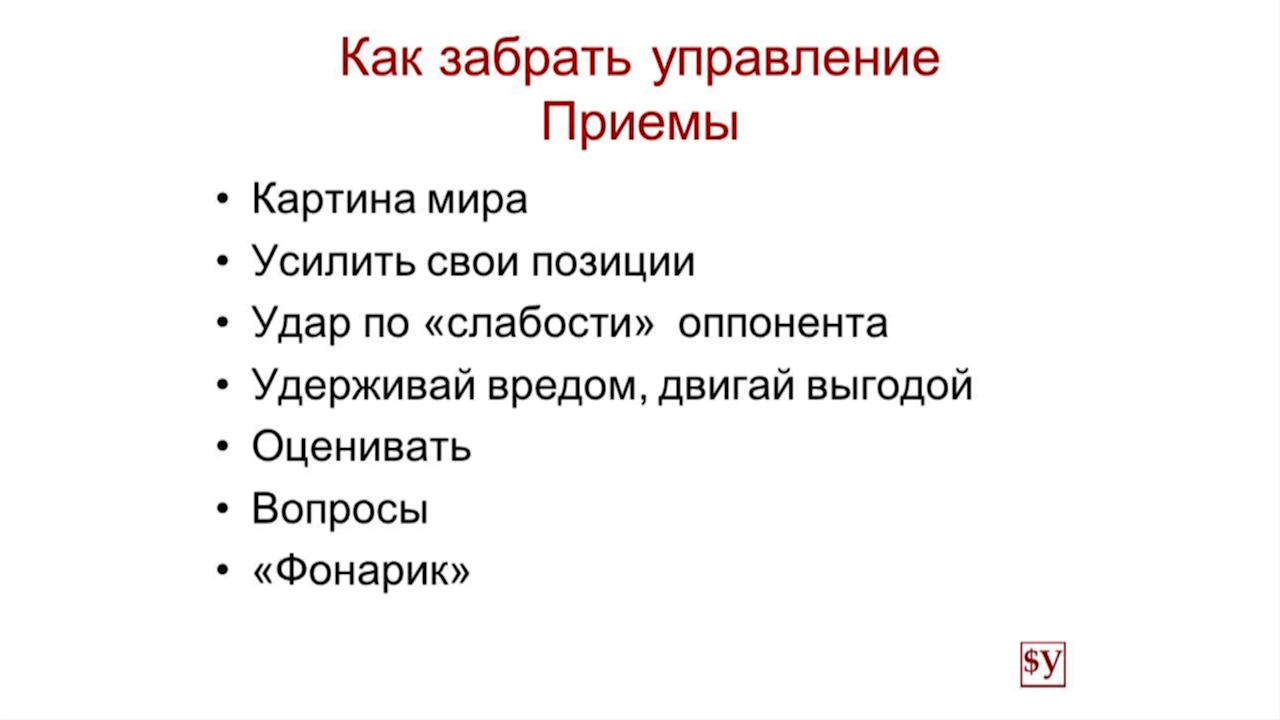 Как забрать управление
Приемы
• Картина мира
• Усилить свои позиции
• Удар по «слабости» оппонента
• Удерживай вредом, двигай выгодой
• Оценивать
• Вопросы
• «Фонарик»
$У